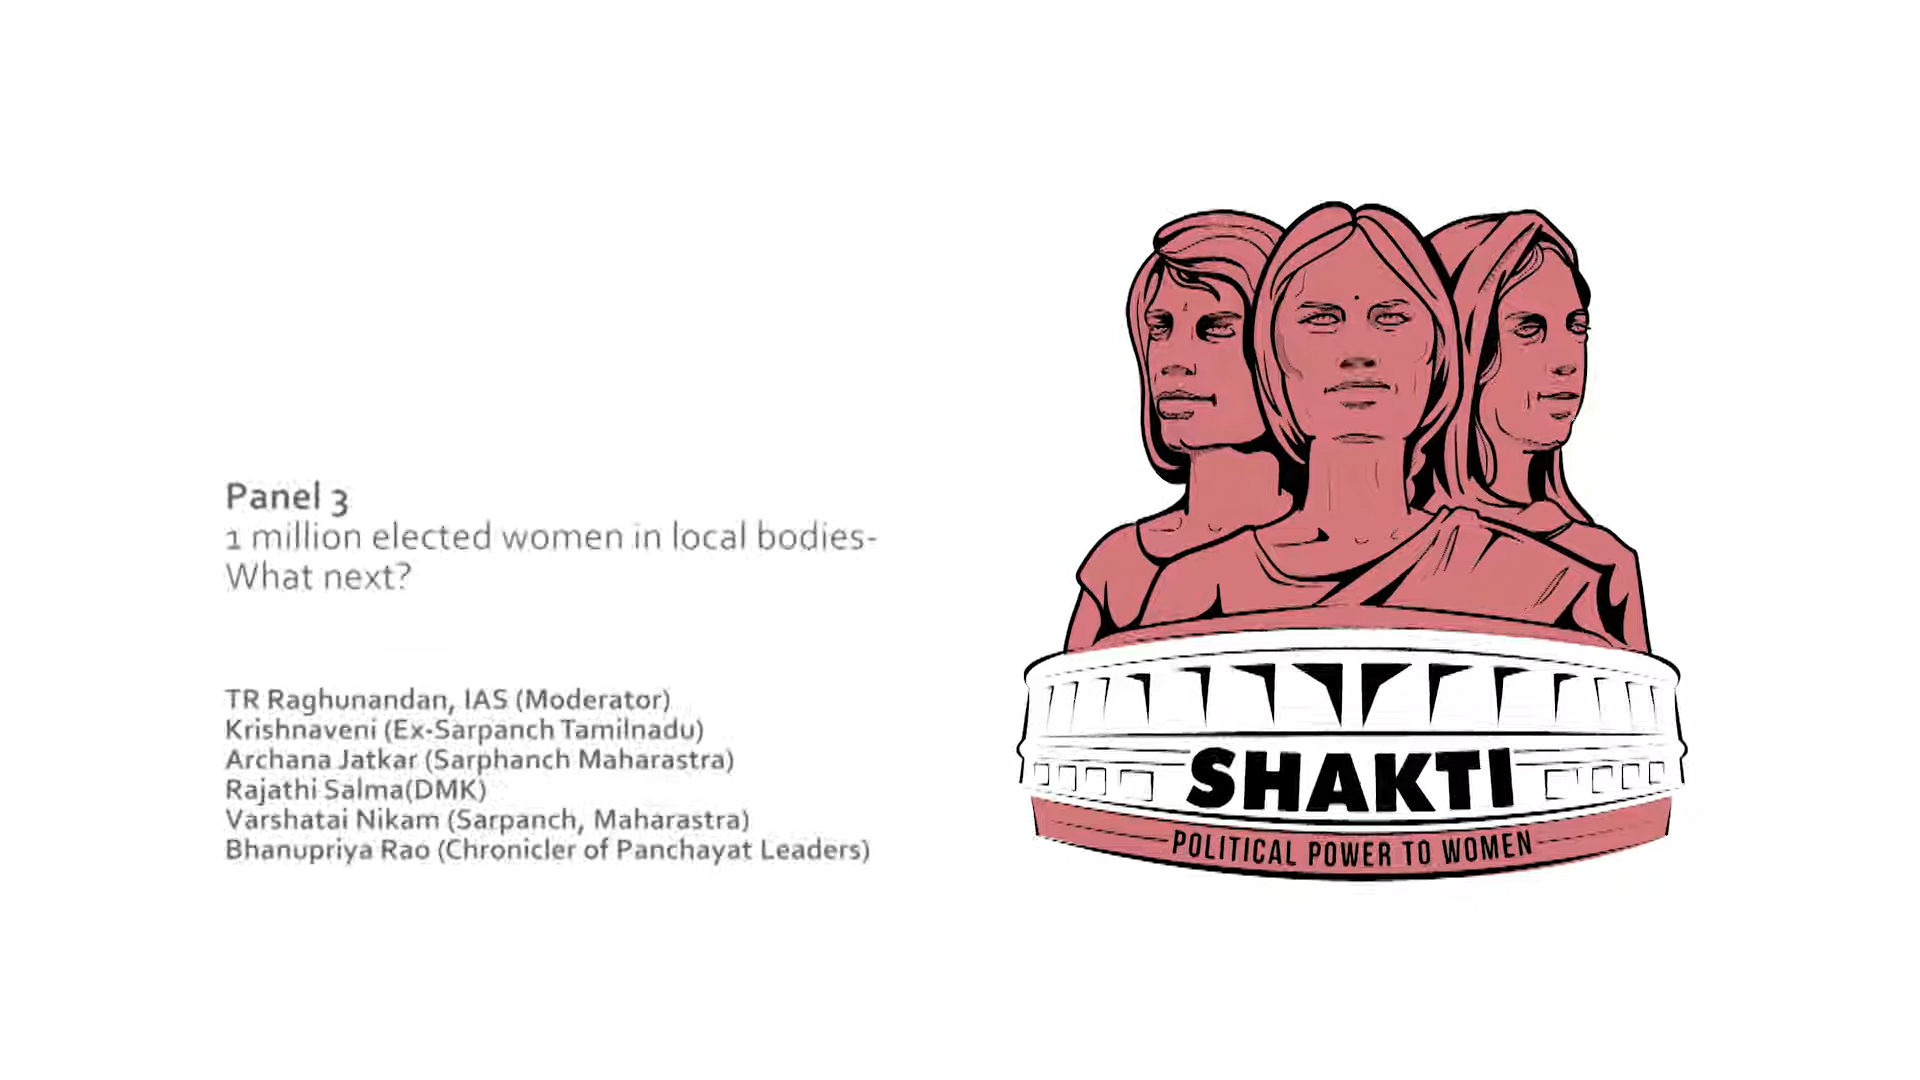 Panel 3
1 million elected women in local bodies-
What next?
TR Raghunandan, IAS (Moderator)
Krishnaveni (Ex-Sarpanch Tamilnadu)
Archana Jatkar (Sarphanch Maharastra)
Rajathi Salma(DMK)
Varshatai Nikam (Sarpanch, Maharastra)
Bhanupriya Rao (Chronicler of Panchayat Leaders)
SHAKTI
POLITICAL POWER TO WOMEN